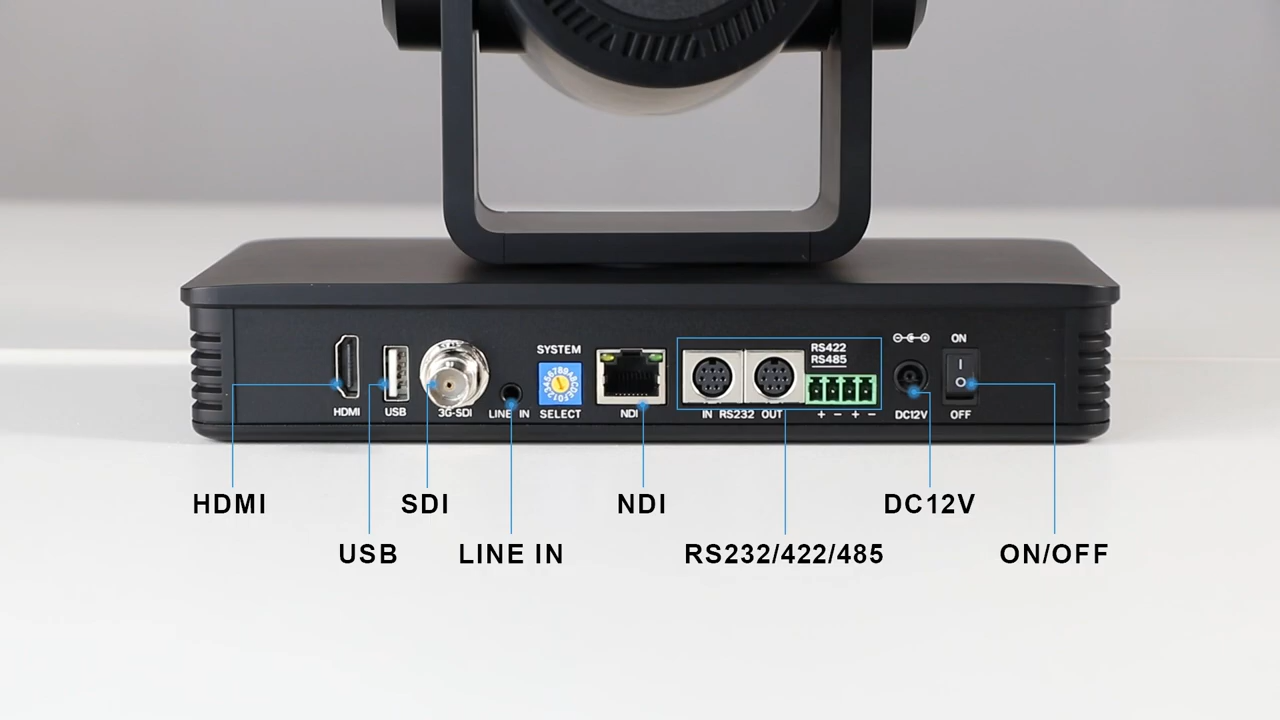 SYSTEM
RS422
RS485
ON
HDMI
USB
3G-SDI
LINE IN
SELECT
NDI
IN RS232 OUT
+ − + −
DC12V
OFF
HDMI
SDI
NDI
DC12V
USB
LINE IN
RS232/422/485
ON/OFF